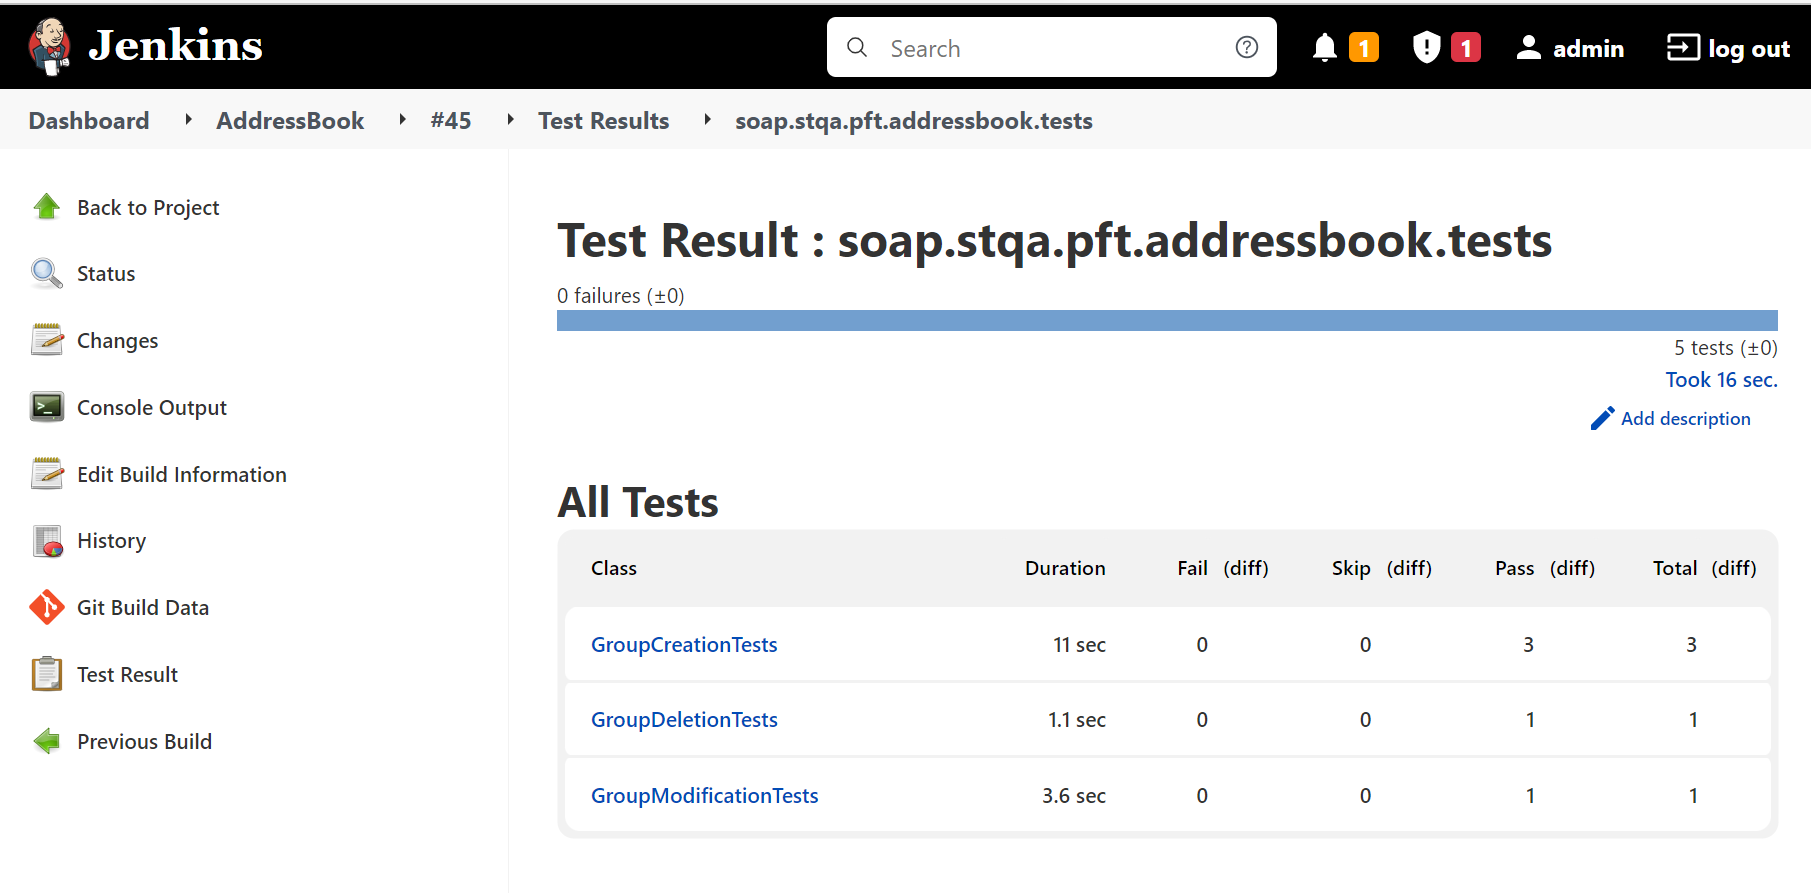 Jenkins
Search
1
1
admin
log out
Dashboard AddressBook #45 Test Results soap.stqa.pft.addressbook.tests
Back to Project
Status
Changes
Console Output
Edit Build Information
History
Git Build Data
Test Result
Previous Build
Test Result : soap.stqa.pft.addressbook.tests
0 failures (±0)
5 tests (±0)
Took 16 sec.
Add description
All Tests
Class Duration Fail (diff) Skip (diff) Pass (diff) Total (diff)
GroupCreationTests 11 sec 0 0 3 3
GroupDeletionTests 1.1 sec 0 0 1 1
GroupModificationTests 3.6 sec 0 0 1 1